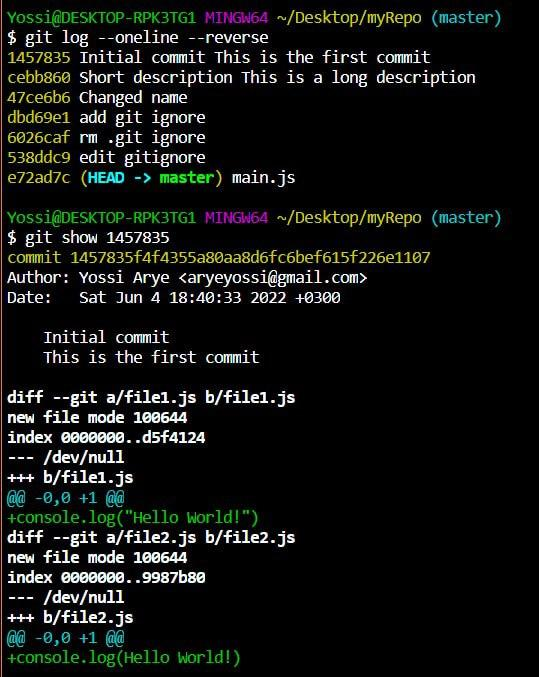 Yossi@DESKTOP-RPK3TG1 MINGW64 ~/Desktop/myRepo (master)
$ git log --oneline --reverse
1457835 Initial commit This is the first commit
cebb860 Short description This is a long description
47ce6b6 Changed name
dbd69e1 add git ignore
6026caf rm .git ignore
538ddc9 edit gitignore
e72ad7c (HEAD -> master) main.js

Yossi@DESKTOP-RPK3TG1 MINGW64 ~/Desktop/myRepo (master)
$ git show 1457835
commit 1457835f4f4355a80aa8d6fc6bef615f226e1107
Author: Yossi Arye <aryeyossi@gmail.com>
Date:   Sat Jun 4 18:40:33 2022 +0300

    Initial commit
    This is the first commit

diff --git a/file1.js b/file1.js
new file mode 100644
index 0000000..d5f4124
--- /dev/null
+++ b/file1.js
@@ -0,0 +1 @@
+console.log("Hello World!")
diff --git a/file2.js b/file2.js
new file mode 100644
index 0000000..9987b80
--- /dev/null
+++ b/file2.js
@@ -0,0 +1 @@
+console.log(Hello World!)